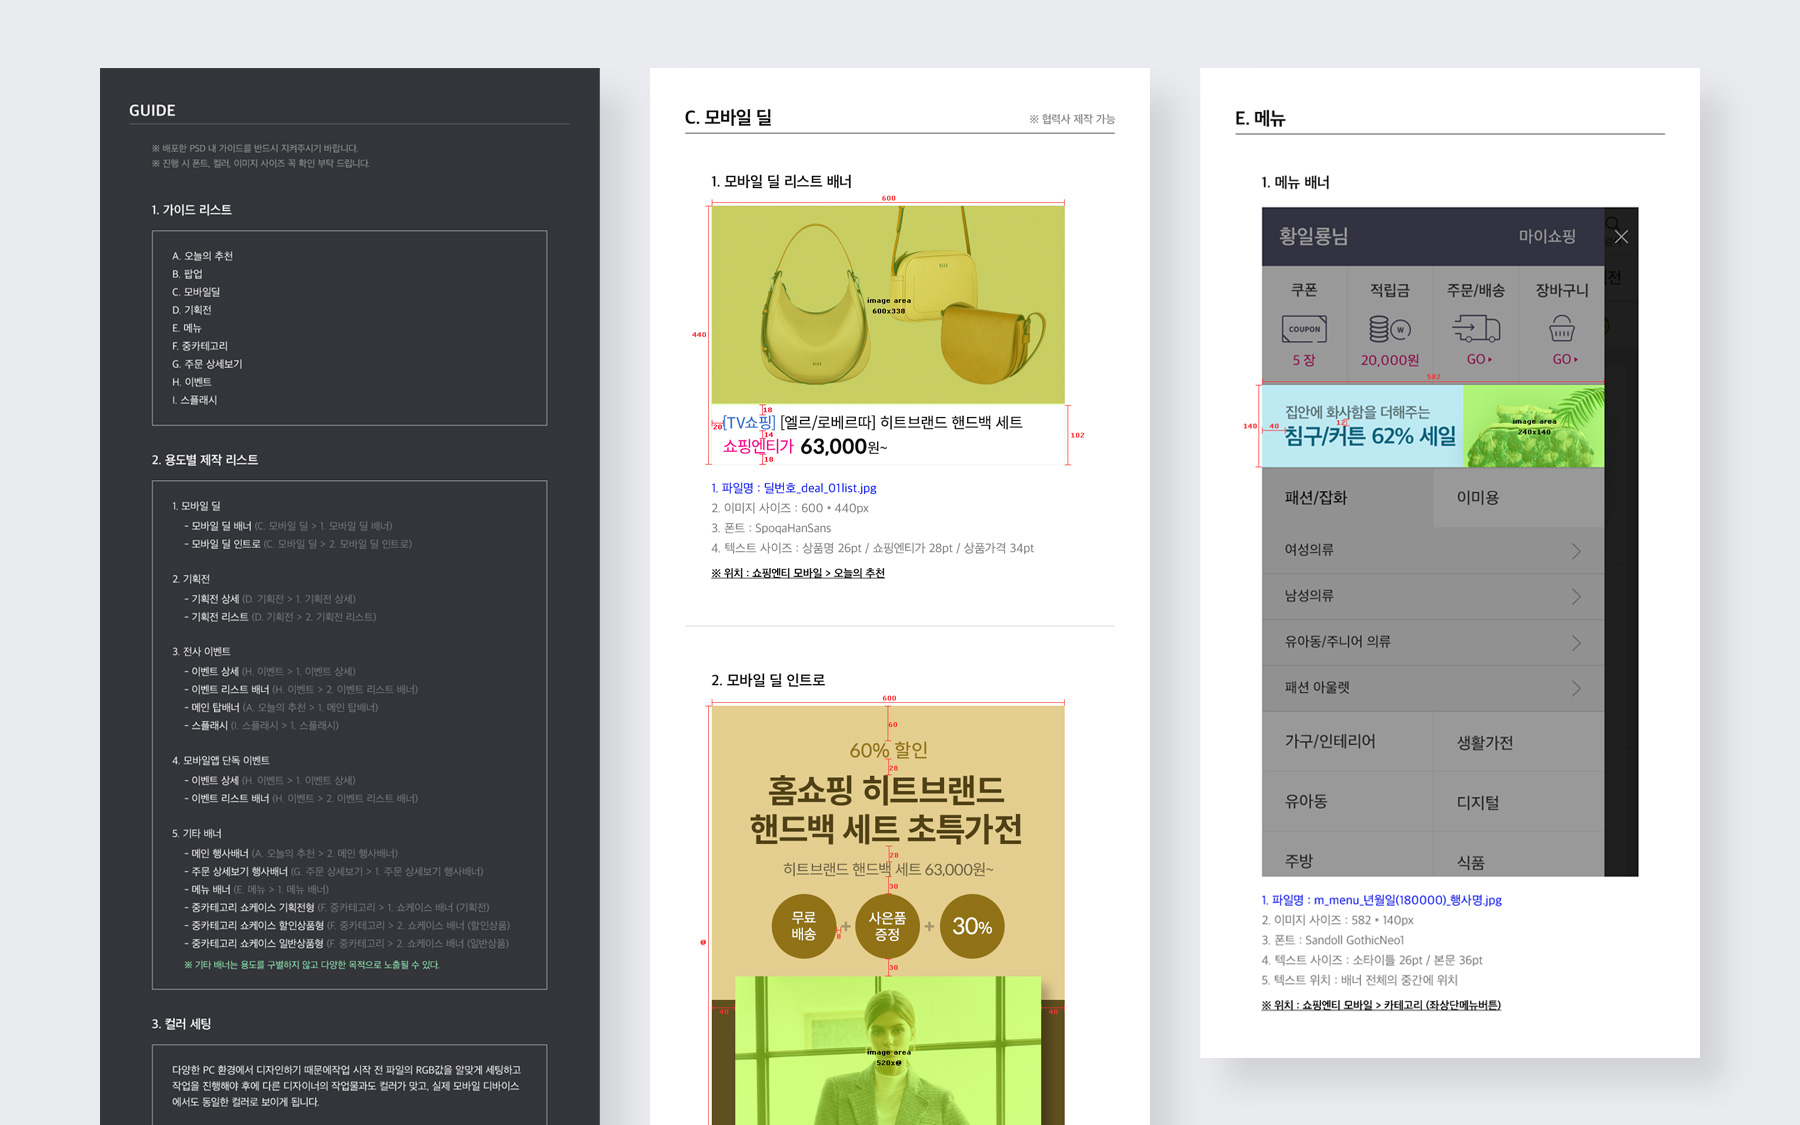 GUIDE
※ 배포한 PSD 내 가이드를 반드시 지켜주시기 바랍니다.
※ 진행 시 폰트, 컬러, 이미지 사이즈 꼭 확인 부탁 드립니다.
1. 가이드 리스트
A. 오늘의 추천
B. 팝업
C. 모바일딜
D. 기획전
E. 메뉴
F. 중카테고리
G. 주문 상세보기
H. 이벤트
I. 스플래시
2. 용도별 제작 리스트
1. 모바일 딜
- 모바일 딜 배너 (C. 모바일 딜 > 1. 모바일 딜 배너)
- 모바일 딜 인트로 (C. 모바일 딜 > 2. 모바일 딜 인트로)
2. 기획전
- 기획전 상세 (D. 기획전 > 1. 기획전 상세)
- 기획전 리스트 (D. 기획전 > 2. 기획전 리스트)
3. 전사 이벤트
- 이벤트 상세 (H. 이벤트 > 1. 이벤트 상세)
- 이벤트 리스트 배너 (H. 이벤트 > 2. 이벤트 리스트 배너)
- 메인 탑배너 (A. 오늘의 추천 > 1. 메인 탑배너)
- 스플래시 (I. 스플래시 > 1. 스플래시)
4. 모바일앱 단독 이벤트
- 이벤트 상세 (H. 이벤트 > 1. 이벤트 상세)
- 이벤트 리스트 배너 (H. 이벤트 > 2. 이벤트 리스트 배너)
5. 기타 배너
- 메인 행사배너 (A. 오늘의 추천 > 2. 메인 행사배너)
- 주문 상세보기 행사배너 (G. 주문 상세보기 > 1. 주문 상세보기 행사배너)
- 메뉴 배너 (E. 메뉴 > 1. 메뉴 배너)
- 중카테고리 쇼케이스 기획전형 (F. 중카테고리 > 1. 쇼케이스 배너 (기획전)
- 중카테고리 쇼케이스 할인상품형 (F. 중카테고리 > 2. 쇼케이스 배너 (할인상품)
- 중카테고리 쇼케이스 일반상품형 (F. 중카테고리 > 2. 쇼케이스 배너 (일반상품)
※ 기타 배너는 용도를 구별하지 않고 다양한 목적으로 노출될 수 있다.
3. 컬러 세팅
다양한 PC 환경에서 디자인하기 때문에작업 시작 전 파일의 RGB값을 알맞게 세팅하고
작업을 진행해야 후에 다른 디자이너의 작업물과도 컬러가 맞고, 실제 모바일 디바이스
에서도 동일한 컬러로 보이게 됩니다.
C. 모바일 딜
※ 협력사 제작 가능
1. 모바일 딜 리스트 배너
600
440
ELLE
ELLE
image area
600x338
18
20
[TV쇼핑] [엘르/로베르따] 히트브랜드 핸드백 세트
14
102
쇼핑엔티가 63,000원~
18
1. 파일명 : 딜번호_deal_01list.jpg
2. 이미지 사이즈 : 600 * 440px
3. 폰트 : SpoqaHanSans
4. 텍스트 사이즈 : 상품명 26pt / 쇼핑엔티가 28pt / 상품가격 34pt
※ 위치 : 쇼핑엔티 모바일 > 오늘의 추천
2. 모바일 딜 인트로
600
60
60% 할인
28
홈쇼핑 히트브랜드
핸드백 세트 초특가전
28
히트브랜드 핸드백 세트 63,000원~
30
무료
배송
+
8
사은품
증정
+
30%
@
30
40
40
image area
520x@
E. 메뉴
1. 메뉴 배너
황일룡님
마이쇼핑
전
쿠폰
적립금
주문/배송
장바구니
COUPON
W
5 장
20,000원
GO
GO
582
140
40
집안에 화사함을 더해주는
침구/커튼 62% 세일
image area
240x140
패션/잡화
이미용
여성의류
남성의류
유아동/주니어 의류
패션 아울렛
가구/인테리어
생활가전
유아동
디지털
주방
식품
1. 파일명 : m_menu_년월일(180000)_행사명.jpg
2. 이미지 사이즈 : 582 * 140px
3. 폰트 : Sandoll GothicNeo1
4. 텍스트 사이즈 : 소타이틀 26pt / 본문 36pt
5. 텍스트 위치 : 배너 전체의 중간에 위치
※ 위치 : 쇼핑엔티 모바일 > 카테고리 (좌상단메뉴버튼)